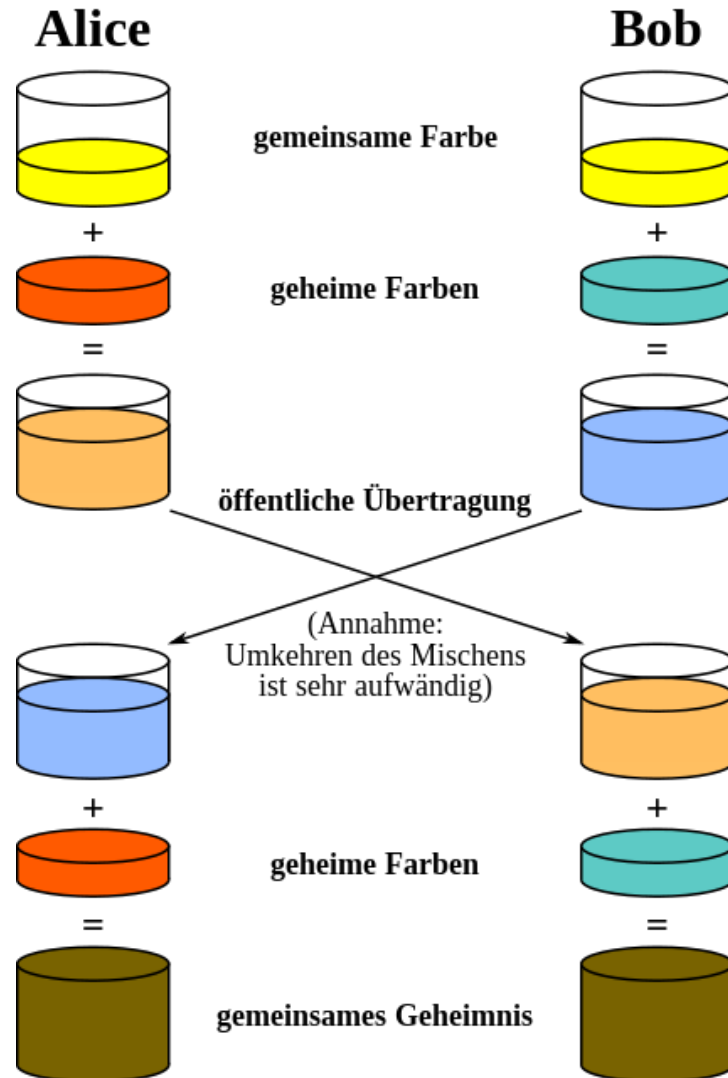 Alice
Bob
gemeinsame Farbe
+
+
geheime Farben
=
=
öffentliche Übertragung
(Annahme:
Umkehren des Mischens
ist sehr aufwändig)
+
+
geheime Farben
=
=
gemeinsames Geheimnis